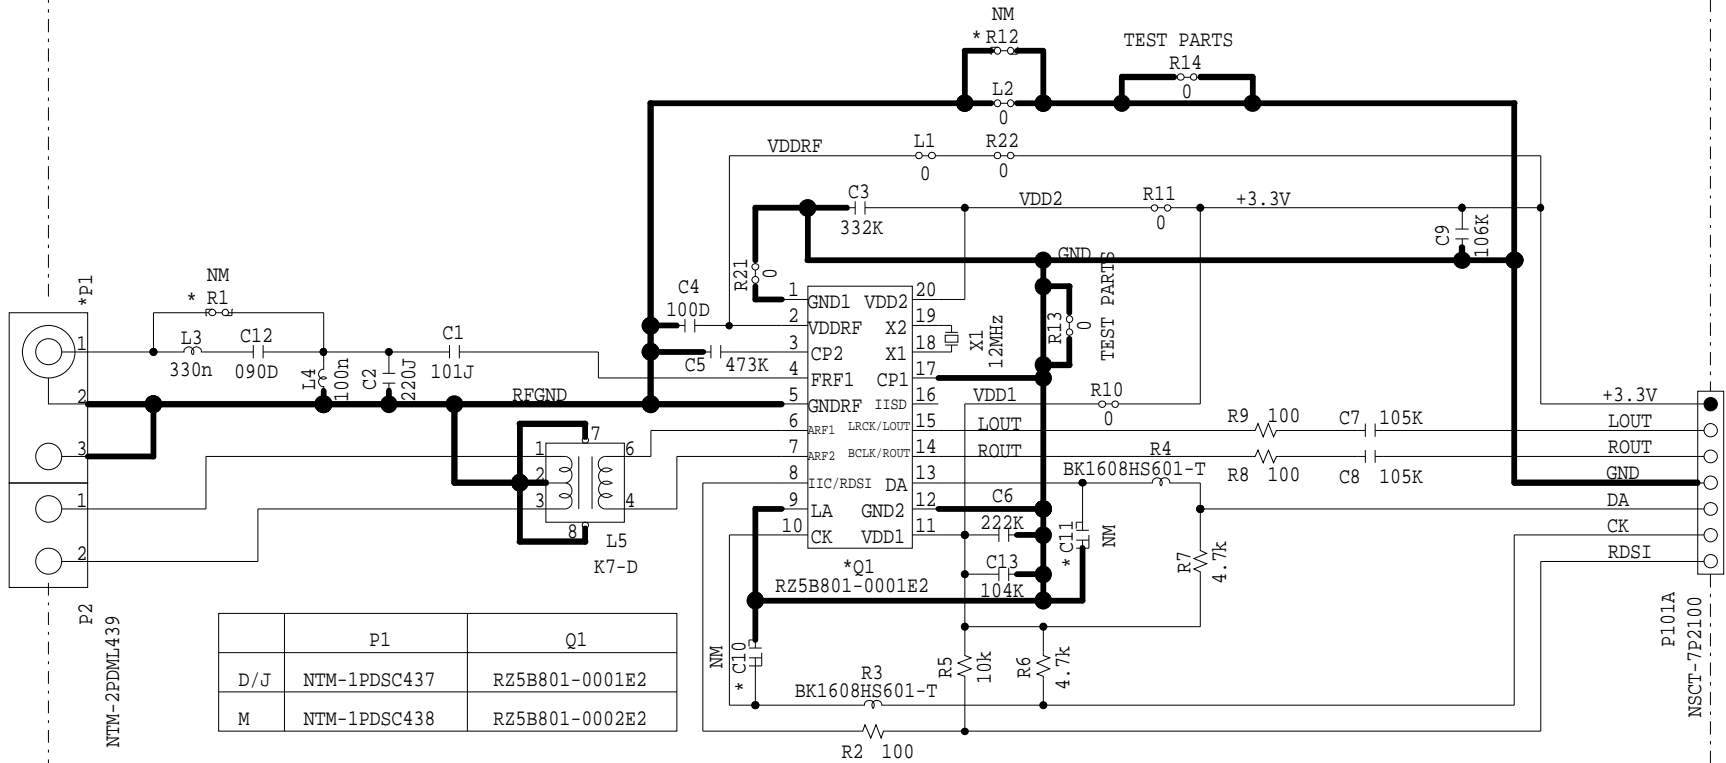 NM
* R12
TEST PARTS
R14
0
L2
0
VDDRF
L1
0
R22
0
C3
332K
VDD2
R11
0
+3.3V
C9
106K
GND
R21
0
*P1
NM
* R1
C4
100D
1
GND1
VDD2
20
R13
0
TEST PARTS
2
VDDRF
X2
19
X1
12MHz
1
L3
330n
C12
090D
C1
101J
L4
100n
C2
220J
C5
473K
3
CP2
X1
18
4
FRF1
CP1
17
2
RFGND
5
GNDRF
IISD
16
VDD1
R10
0
+3.3V
6
ARF1
LRCK/LOUT
15
LOUT
R9
100
C7
105K
LOUT
3
1
7
6
7
ARF2
BCLK/ROUT
14
ROUT
R8
100
C8
105K
ROUT
R4
BK1608HS601-T
2
8
IIC/RDSI
DA
13
GND
1
3
4
9
LA
GND2
12
C6
222K
DA
8
L5
K7-D
10
CK
VDD1
11
* C11
NM
CK
2
*Q1
RZ5B801-0001E2
C13
104K
R7
4.7k
RDSI
P2
NTM-2PDML439
P101A
NSCT-7P2100
P1
Q1
D/J
NTM-1PDSC437
RZ5B801-0001E2
M
NTM-1PDSC438
RZ5B801-0002E2
NM
* C10
R3
BK1608HS601-T
R5
10k
R6
4.7k
R2
100